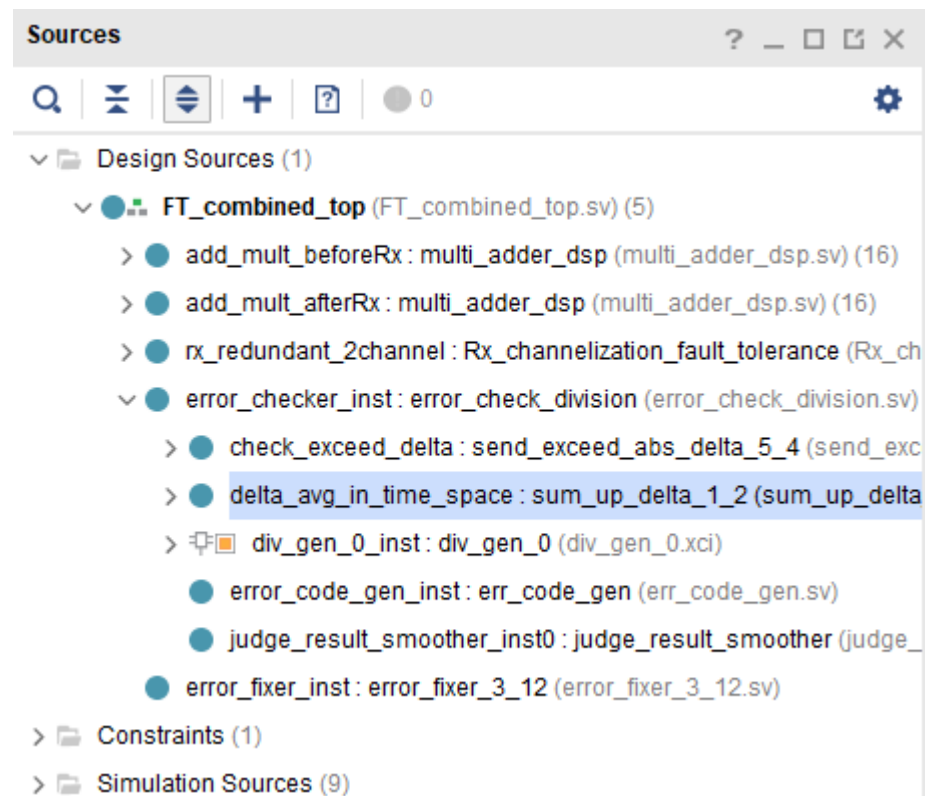 Sources
? 0
Design Sources (1)
FT_combined_top (FT_combined_top.sv) (5)
add_mult_beforeRx : multi_adder_dsp (multi_adder_dsp.sv) (16)
add_mult_afterRx : multi_adder_dsp (multi_adder_dsp.sv) (16)
rx_redundant_2channel : Rx_channelization_fault_tolerance (Rx_ch
error_checker_inst : error_check_division (error_check_division.sv)
check_exceed_delta : send_exceed_abs_delta_5_4 (send_exc
delta_avg_in_time_space : sum_up_delta_1_2 (sum_up_delta_
div_gen_0_inst : div_gen_0 (div_gen_0.xci)
error_code_gen_inst : err_code_gen (err_code_gen.sv)
judge_result_smoother_inst0 : judge_result_smoother (judge_
error_fixer_inst : error_fixer_3_12 (error_fixer_3_12.sv)
Constraints (1)
Simulation Sources (9)